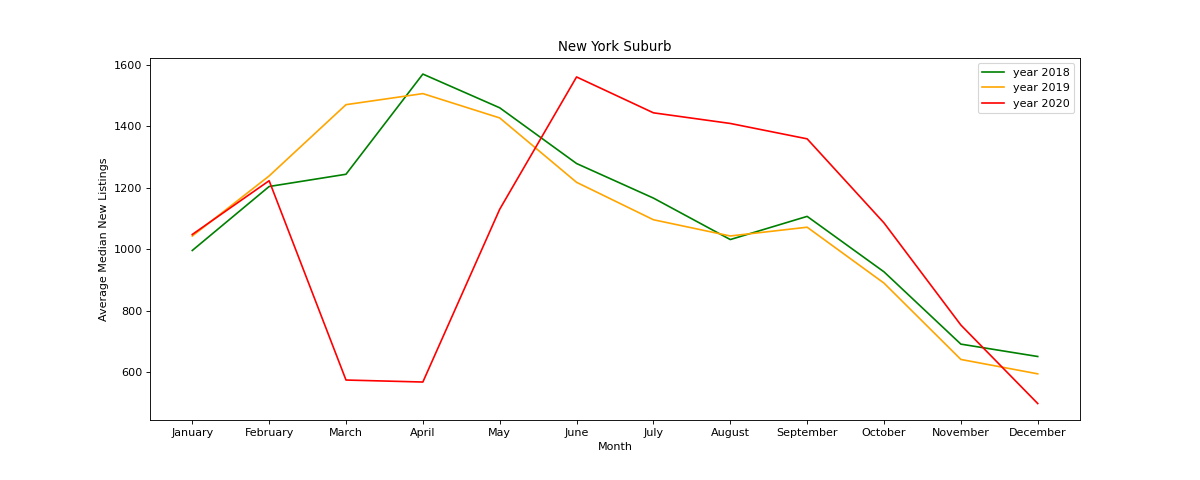 New York Suburb
year 2018
year 2019
year 2020
Average Median New Listings
1600
1400
1200
1000
800
600
January February March April May June July August September October November December
Month